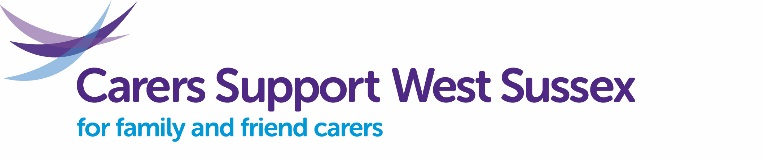 Carers Support West Sussex
for family and friend carers